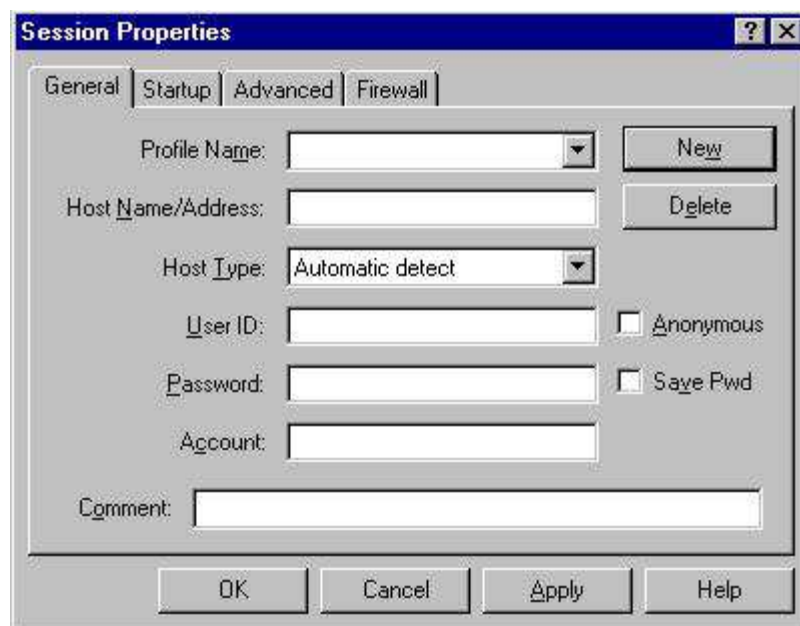 Session Properties
General Startup Advanced Firewall
Profile Name: New
Host Name/Address: Delete
Host Type: Automatic detect
User ID: Anonymous
Password: Save Pwd
Account:
Comment:
OK Cancel Apply Help